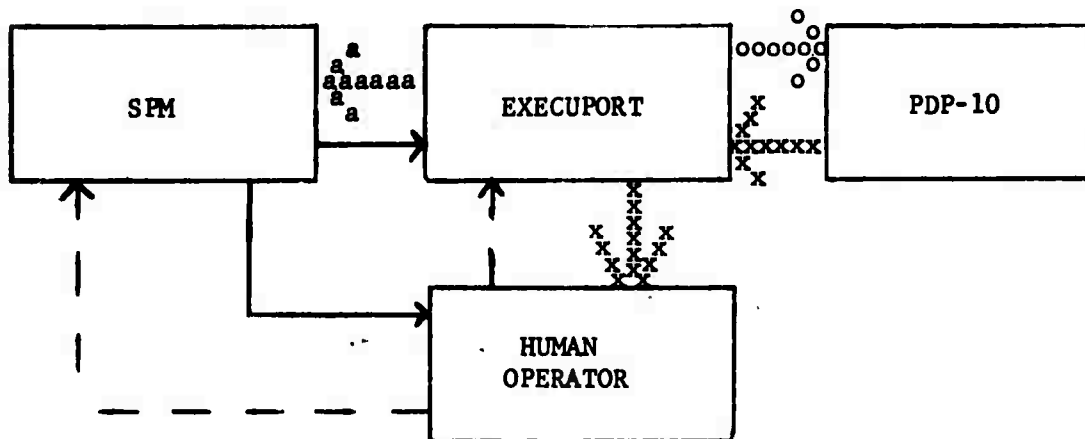 SPM
EXECUPORT
PDP-10
HUMAN
OPERATOR